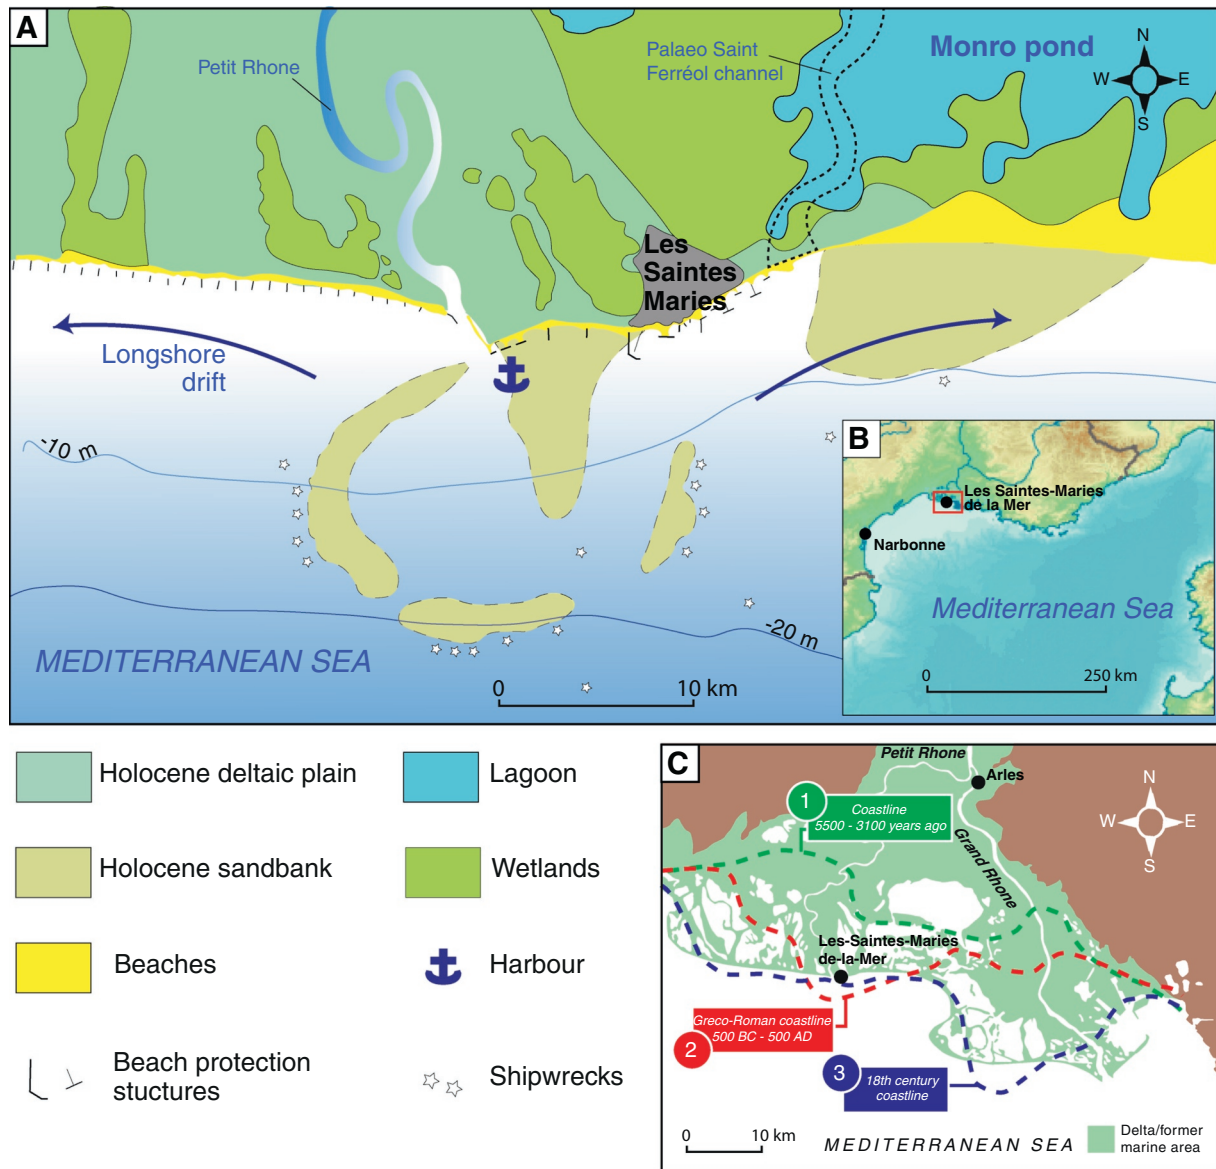 A
Petit Rhone
Palaeo Saint
Ferréol channel
Monro pond
N
W
E
S
Les
Saintes
Maries
Longshore
drift
-10 m
-20 m
MEDITERRANEAN SEA
0
10 km
B
Les Saintes-Maries
de la Mer
Narbonne
Mediterranean Sea
0
250 km
Holocene deltaic plain
Lagoon
Holocene sandbank
Wetlands
Beaches
Harbour
Beach protection
stuctures
Shipwrecks
C
Petit Rhone
Arles
N
W
E
S
1
Coastline
5500 - 3100 years ago
Grand Rhone
Les-Saintes-Maries
de-la-Mer
Greco-Roman coastline
500 BC - 500 AD
2
3
18th century
coastline
0
10 km
MEDITERRANEAN SEA
Delta/former
marine area